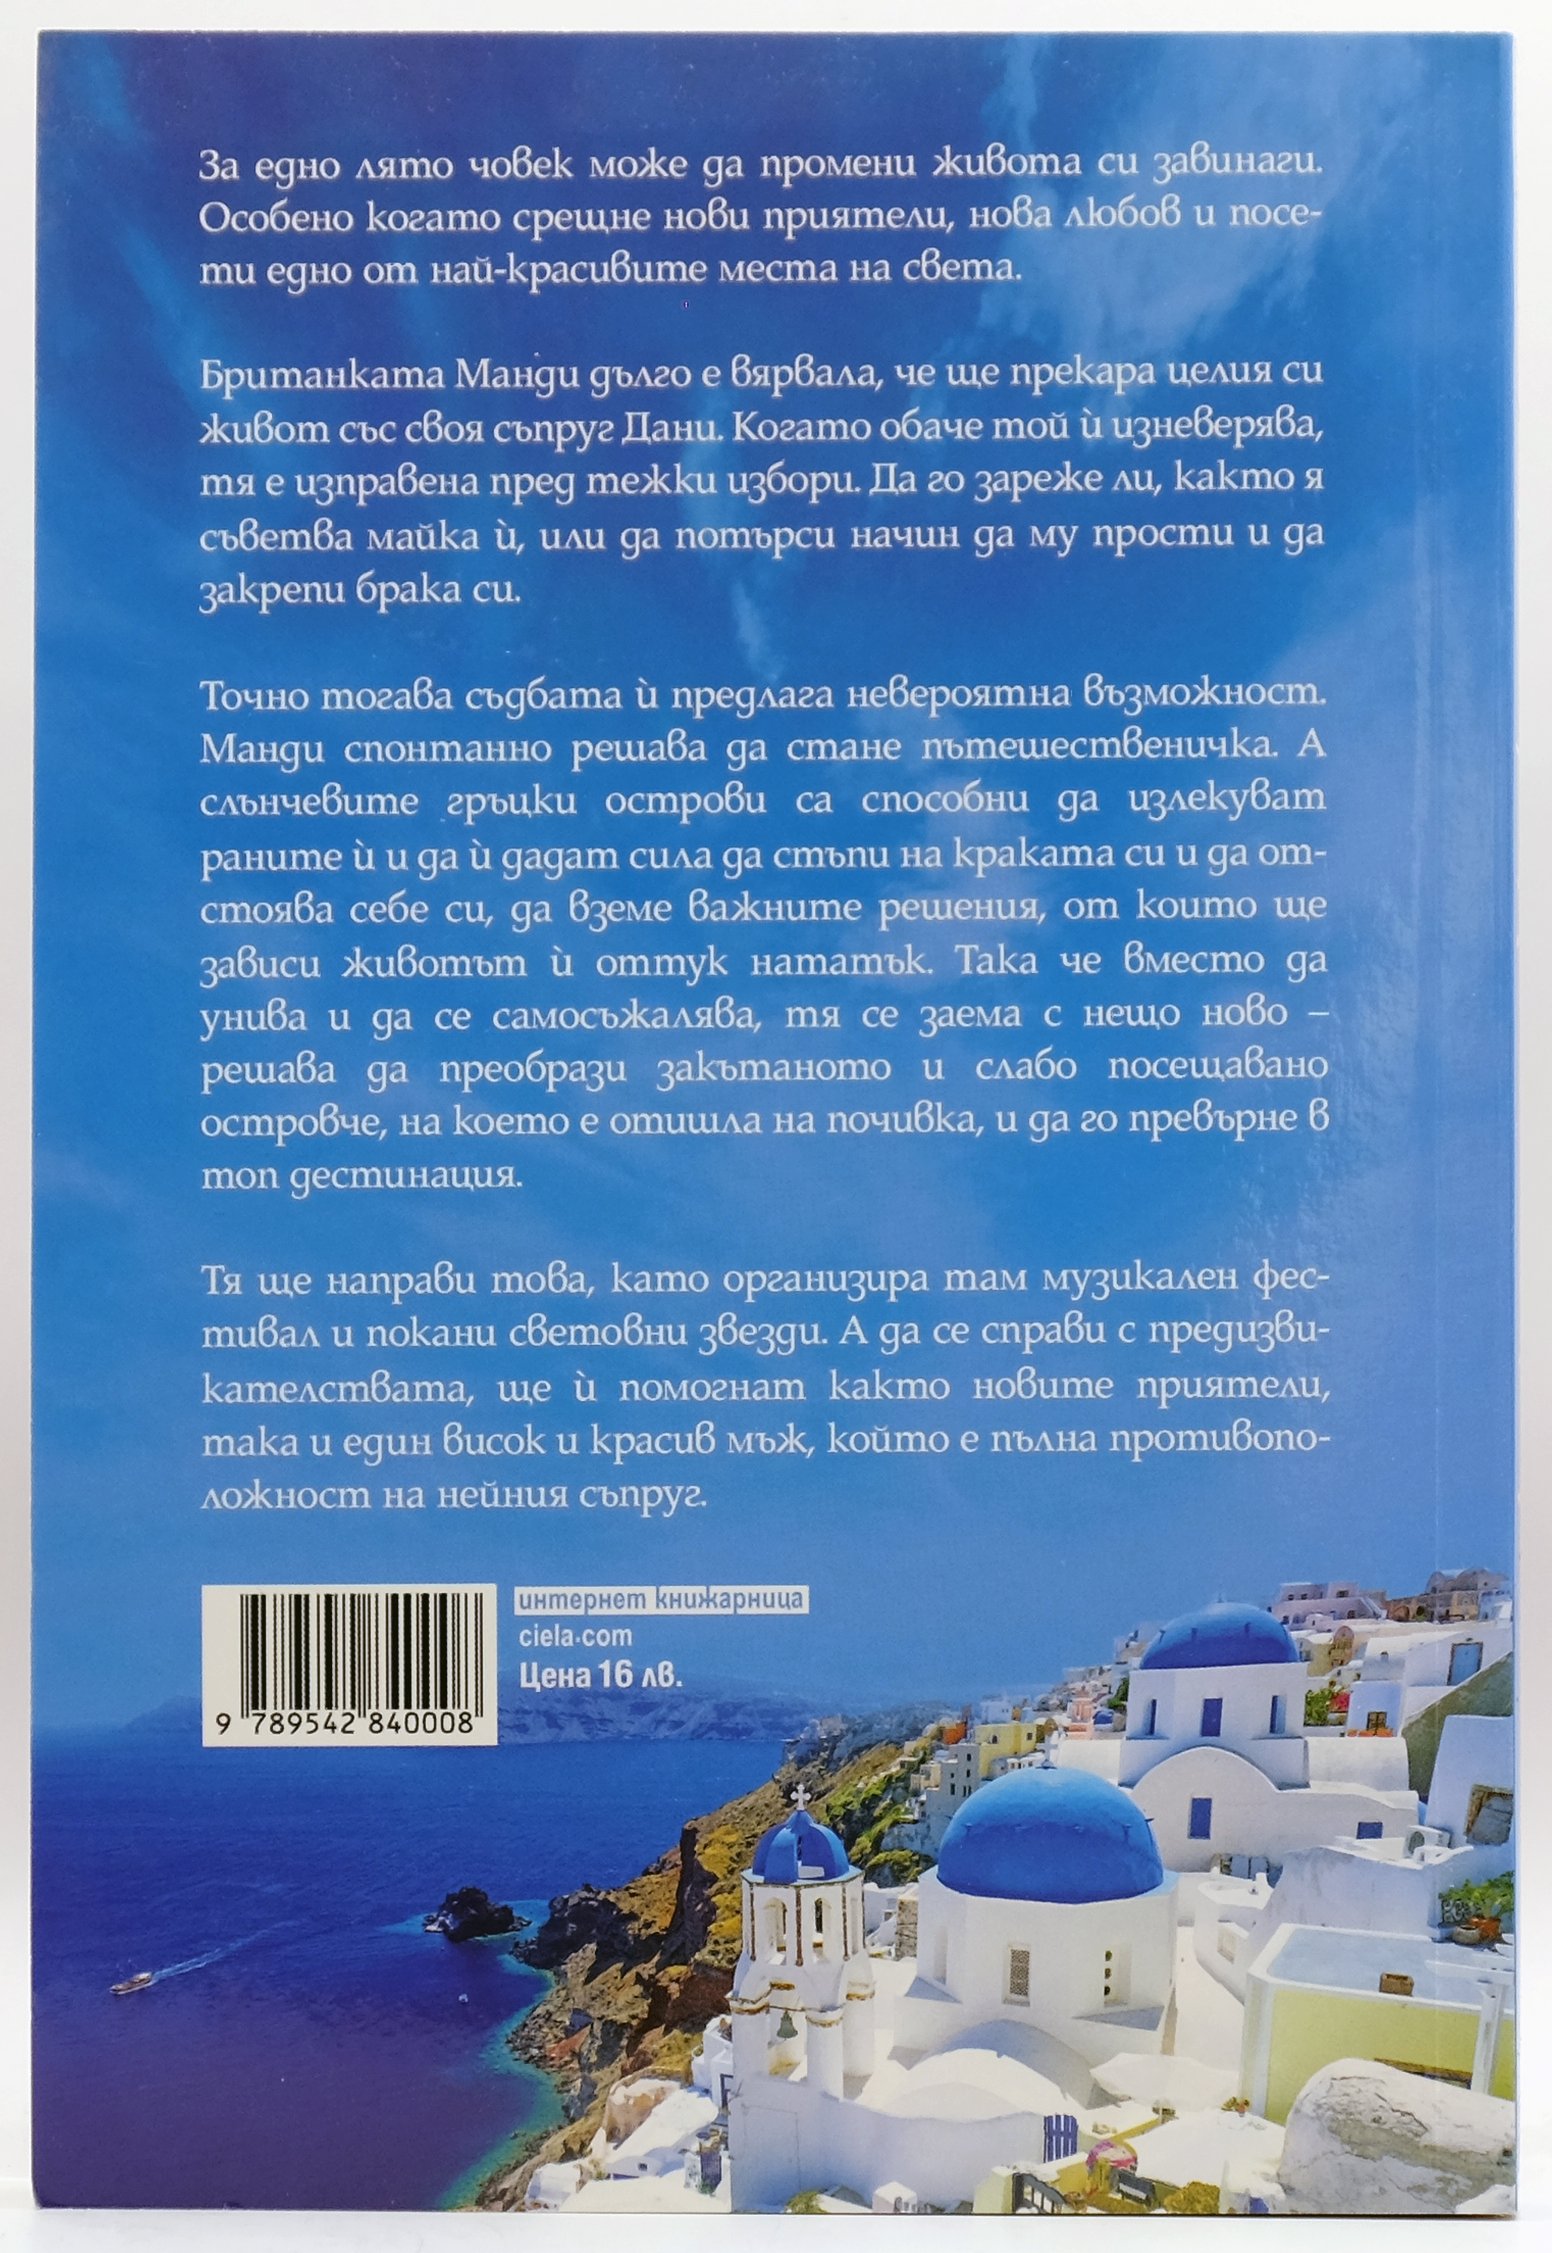 За едно лято човек може да промени живота си завинаги.
Особено когато срещне нови приятели, нова любов и посе-
ти едно от най-красивите места на света.
Британката Манди дълго е вярвала, че ще прекара целия си
живот със своя съпруг Дани. Когато обаче той ѝ изневерява,
тя е изправена пред тежки избори. Да го зареже ли, както я
съветва майка ѝ, или да потърси начин да му прости и да
закрепи брака си.
Точно тогава съдбата ѝ предлага невероятна възможност.
Манди спонтанно решава да стане пътешественичка. А
слънчевите гръцки острови са способни да излекуват
раните ѝ и да ѝ дадат сила да стъпи на краката си и да от-
стоява себе си, да вземе важните решения, от които ще
зависи животът ѝ оттук нататък. Така че вместо да
унива и да се самосъжалява, тя се заема с нещо ново –
решава да преобрази закътаното и слабо посещавано
островче, на което е отишла на почивка, и да го превърне в
топ дестинация.
Тя ще направи това, като организира там музикален фес-
тивал и покани световни звезди. А да се справи с предизви-
кателствата, ще ѝ помогнат както новите приятели,
така и един висок и красив мъж, който е пълна противопо-
ложност на нейния съпруг.
интернет книжарница
ciela.com
Цена 16 лв.
9 789542 840008